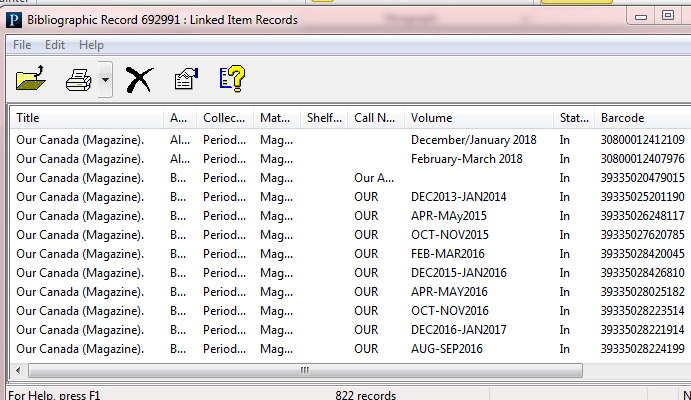 Bibliographic Record 692991 : Linked Item Records
File Edit Help
Title A... Collec... Mat... Shelf... Call N... Volume Stat... Barcode
Our Canada (Magazine). Al... Period... Mag... December/January 2018 In 30800012412109
Our Canada (Magazine). Al... Period... Mag... February-March 2018 In 30800012407976
Our Canada (Magazine). B... Period... Mag... Our A... In 39335020479015
Our Canada (Magazine). B... Period... Mag... OUR DEC2013-JAN2014 In 39335025201190
Our Canada (Magazine). B... Period... Mag... OUR APR-MAy2015 In 39335026248117
Our Canada (Magazine). B... Period... Mag... OUR OCT-NOV2015 In 39335027620785
Our Canada (Magazine). B... Period... Mag... OUR FEB-MAR2016 In 39335028420045
Our Canada (Magazine). B... Period... Mag... OUR DEC2015-JAN2016 In 39335028426810
Our Canada (Magazine). B... Period... Mag... OUR APR-MAY2016 In 39335028025182
Our Canada (Magazine). B... Period... Mag... OUR OCT-NOV2016 In 39335028223514
Our Canada (Magazine). B... Period... Mag... OUR DEC2016-JAN2017 In 39335028221914
Our Canada (Magazine). B... Period... Mag... OUR AUG-SEP2016 In 39335028224199
For Help, press F1 822 records N